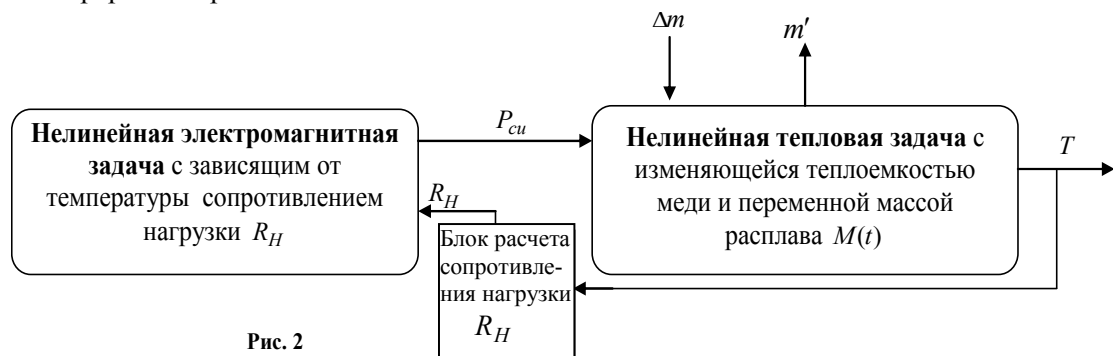 Δm
m′
Нелинейная электромагнитная
задача с зависящим от
температуры сопротивлением
нагрузки R_H
P_cu
Нелинейная тепловая задача с
изменяющейся теплоемкостью
меди и переменной массой
расплава M(t)
T
R_H
Блок расчета
сопротивле-
ния нагрузки
R_H
Рис. 2